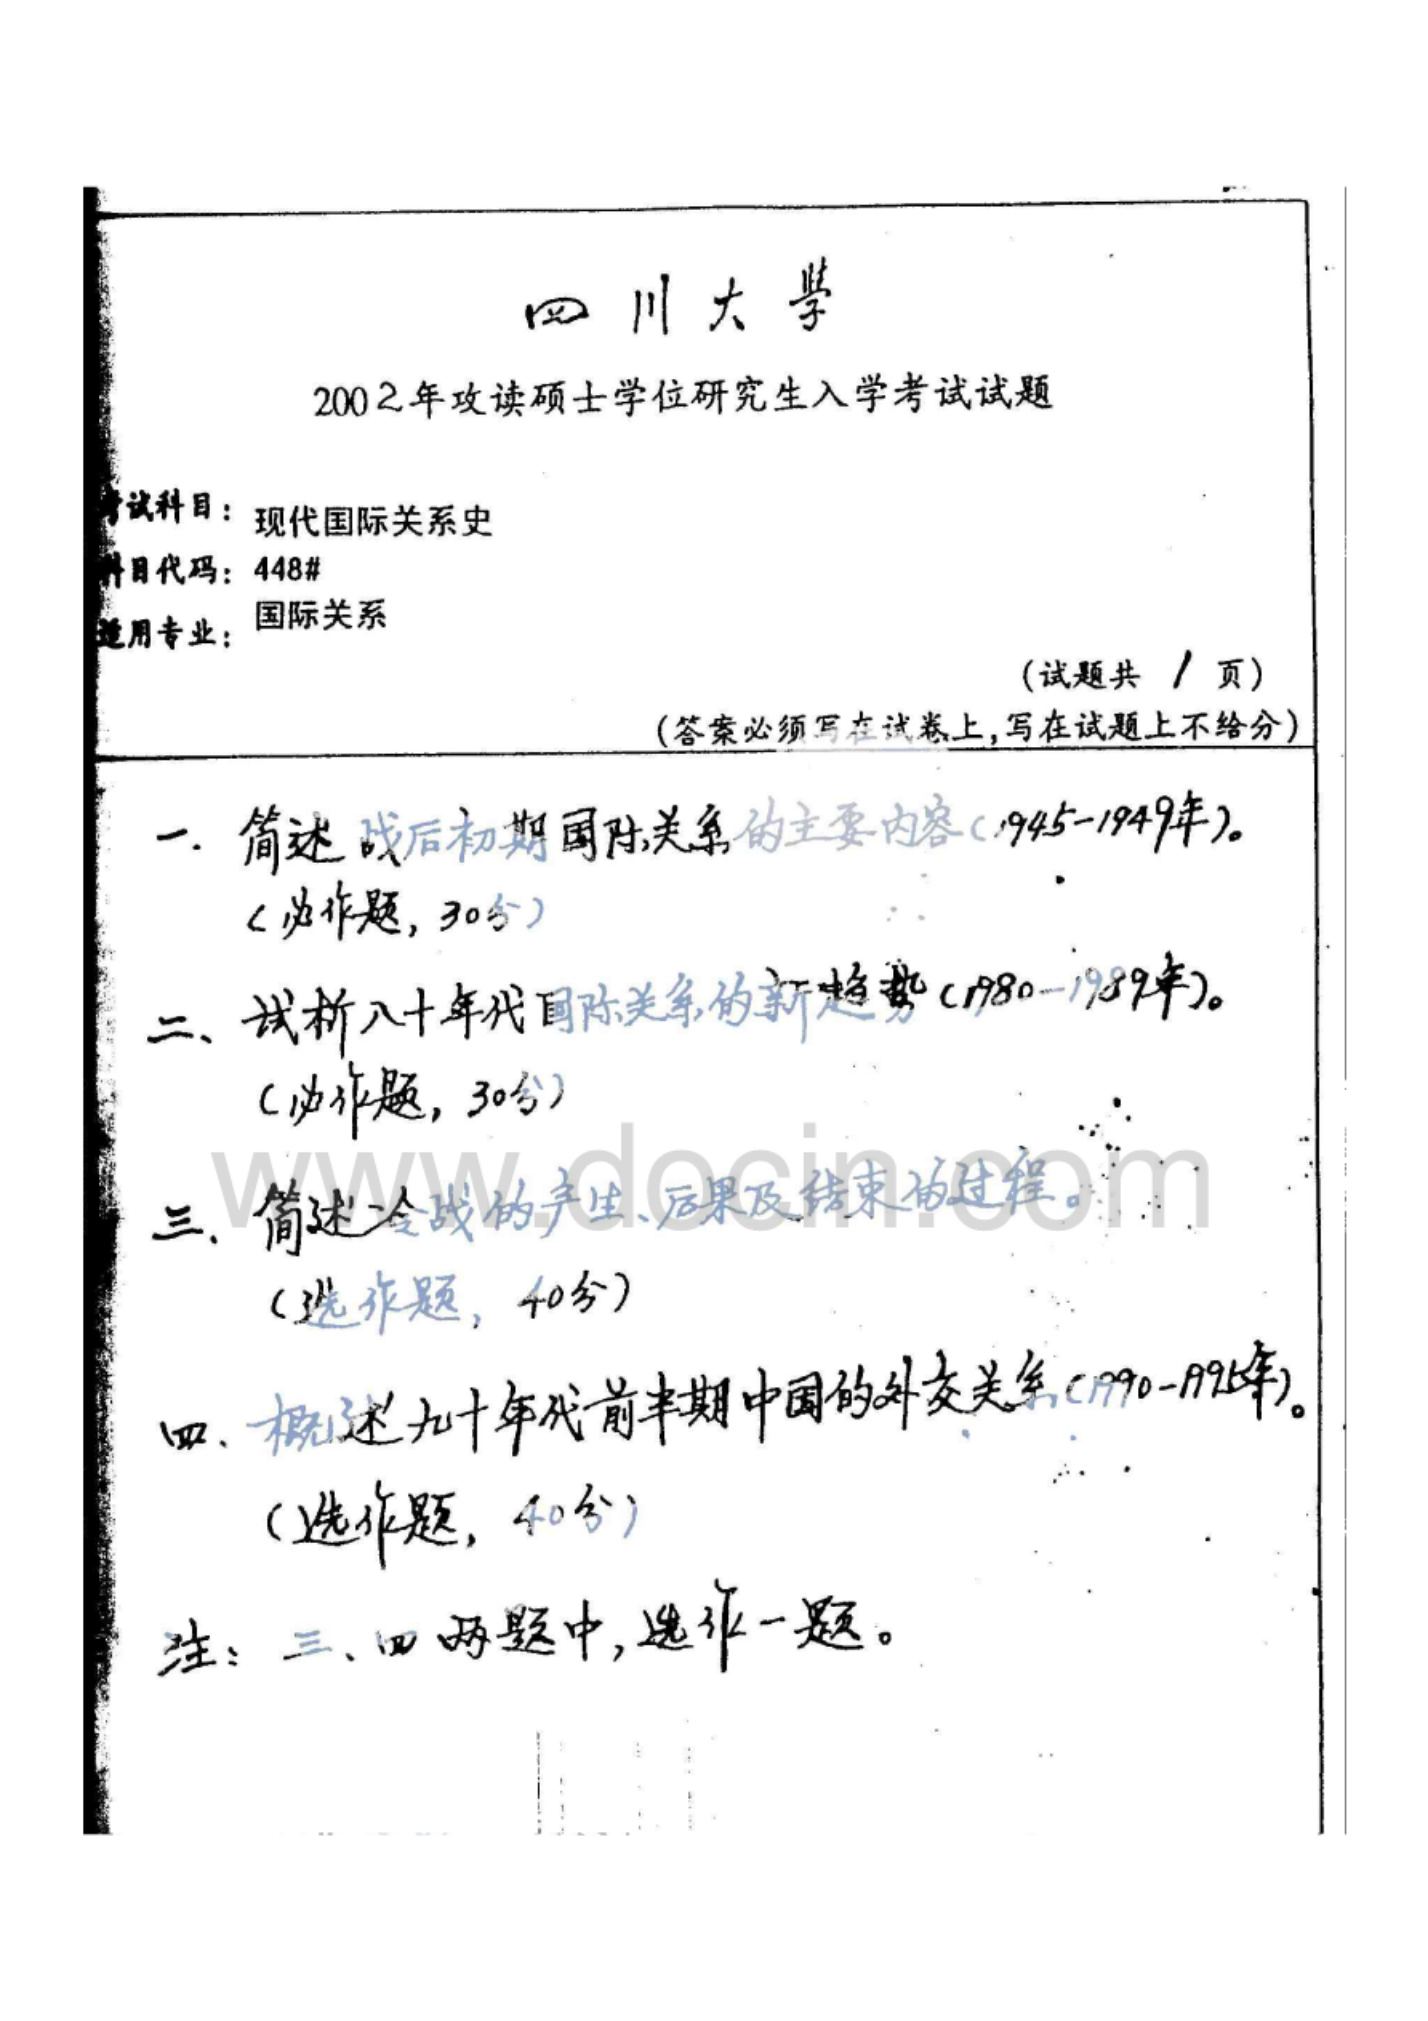 四川大学
2002年攻读硕士学位研究生入学考试试题
考试科目：现代国际关系史
科目代码：448#
适用专业：国际关系
（试题共 1 页）
（答案必须写在试卷上，写在试题上不给分）
一、简述战后初期国际关系的主要内容（1945-1949年）。
（必作题，30分）
二、试析八十年代国际关系的新趋势（1980-1989年）。
（必作题，30分）
www.docin.com
三、简述冷战的产生、后果及结束的过程。
（选作题，40分）
四、概述九十年代前半期中国的外交关系（1990-1995年）。
（选作题，40分）
注：三、四两题中，选作一题。